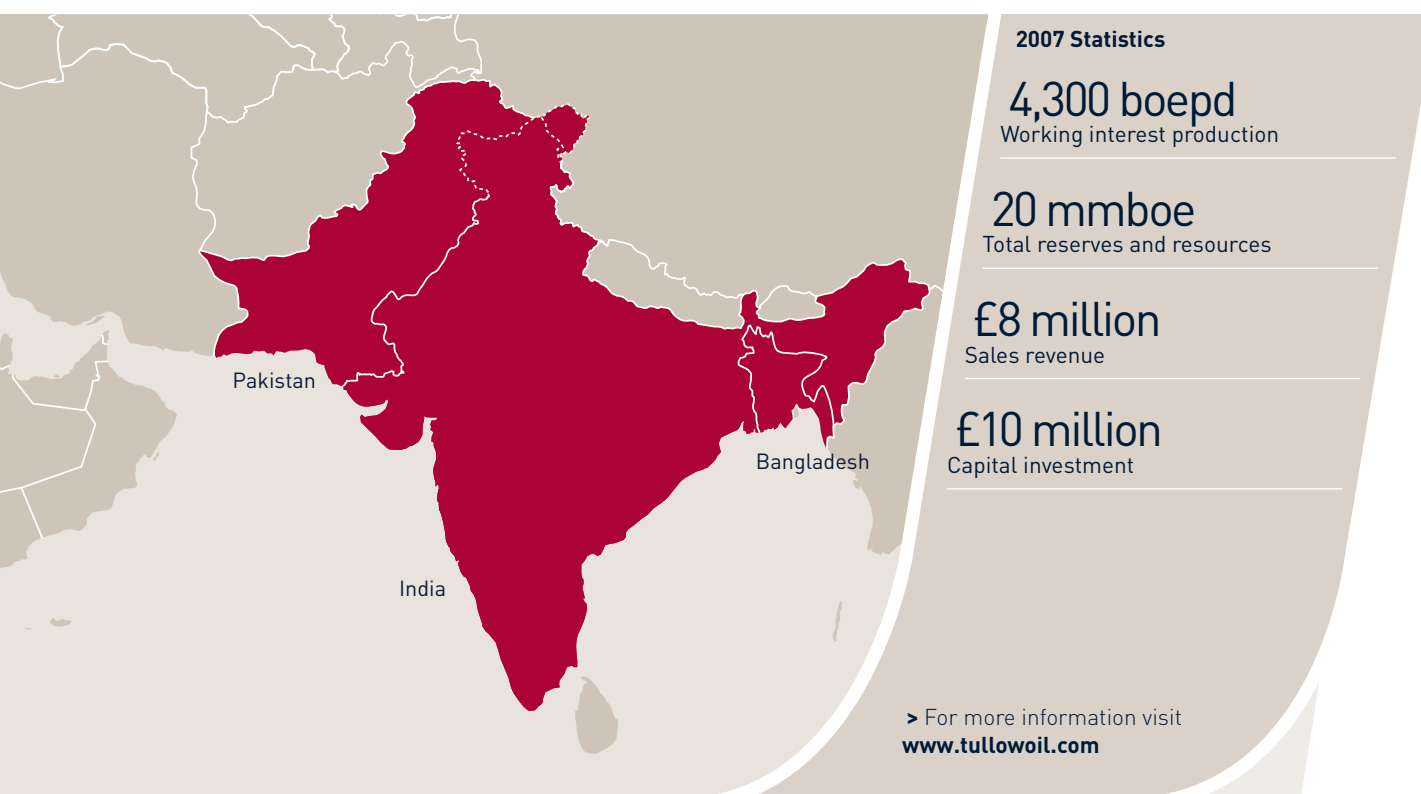 2007 Statistics
4,300 boepd
Working interest production
20 mmboe
Total reserves and resources
£8 million
Sales revenue
£10 million
Capital investment
Pakistan
Bangladesh
India
> For more information visit
www.tullowoil.com